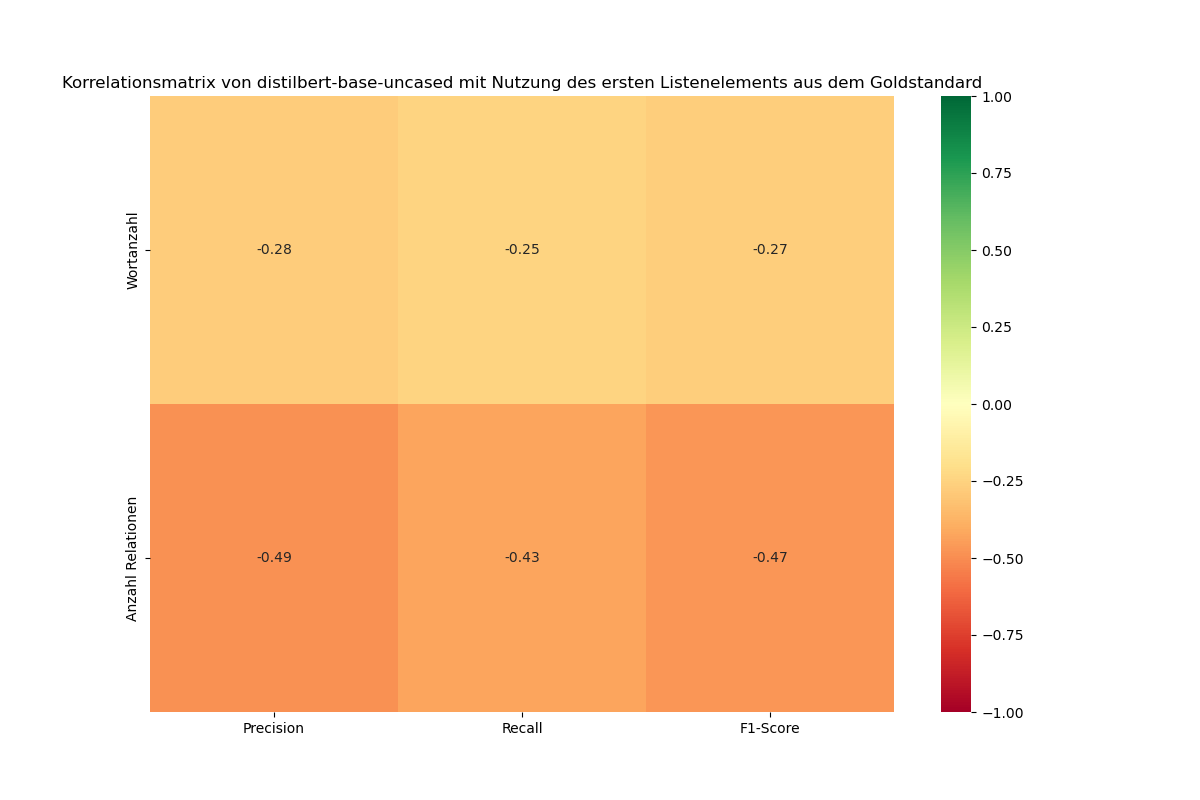 Korrelationsmatrix von distilbert-base-uncased mit Nutzung des ersten Listenelements aus dem Goldstandard
Wortanzahl
-0.28
-0.25
-0.27
Anzahl Relationen
-0.49
-0.43
-0.47
Precision
Recall
F1-Score
1.00
0.75
0.50
0.25
0.00
−0.25
−0.50
−0.75
−1.00